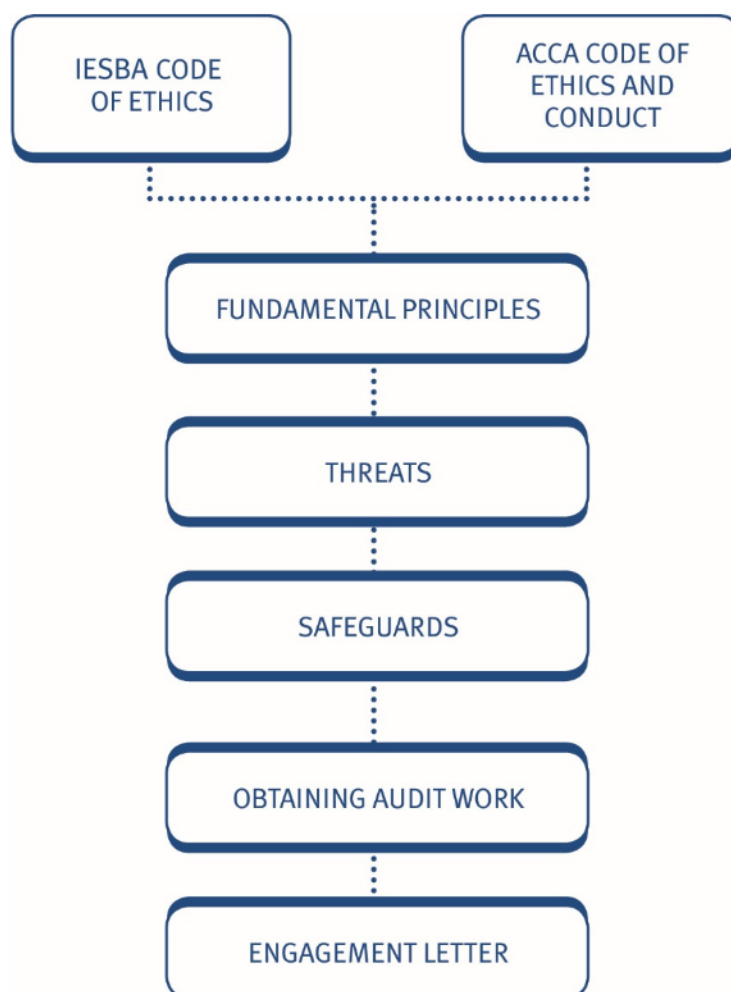 IESBA CODE
OF ETHICS
ACCA CODE OF
ETHICS AND
CONDUCT
FUNDAMENTAL PRINCIPLES
THREATS
SAFEGUARDS
OBTAINING AUDIT WORK
ENGAGEMENT LETTER